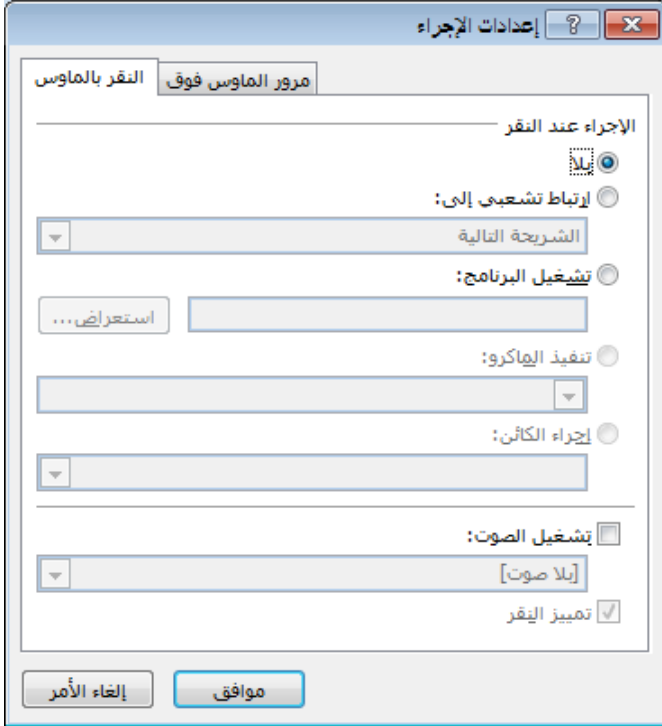 إعدادات الإجراء
النقر بالماوس
مرور الماوس فوق
الإجراء عند النقر
بلا
ارتباط تشعبي إلى:
الشريحة التالية
تشغيل البرنامج:
استعراض...
تنفيذ الماكرو:
إجراء الكائن:
تشغيل الصوت:
[بلا صوت]
تمييز النقر
موافق
إلغاء الأمر